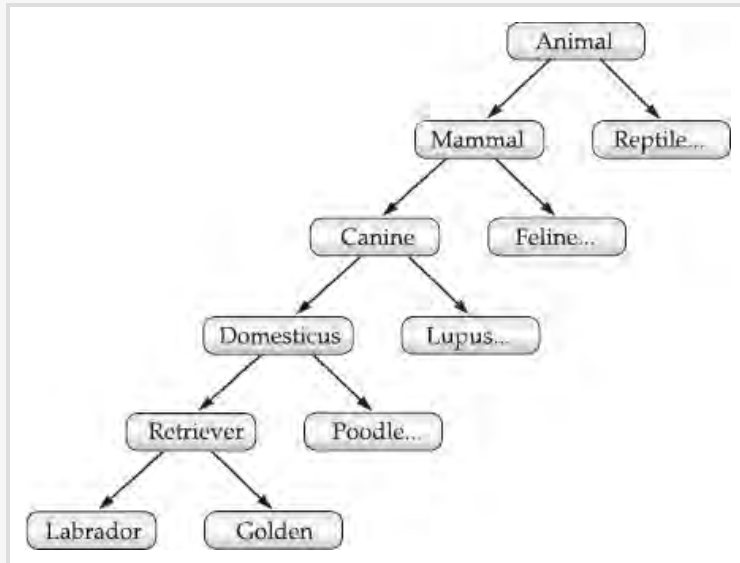 Animal
Mammal
Reptile...
Canine
Feline...
Domesticus
Lupus...
Retriever
Poodle...
Labrador
Golden